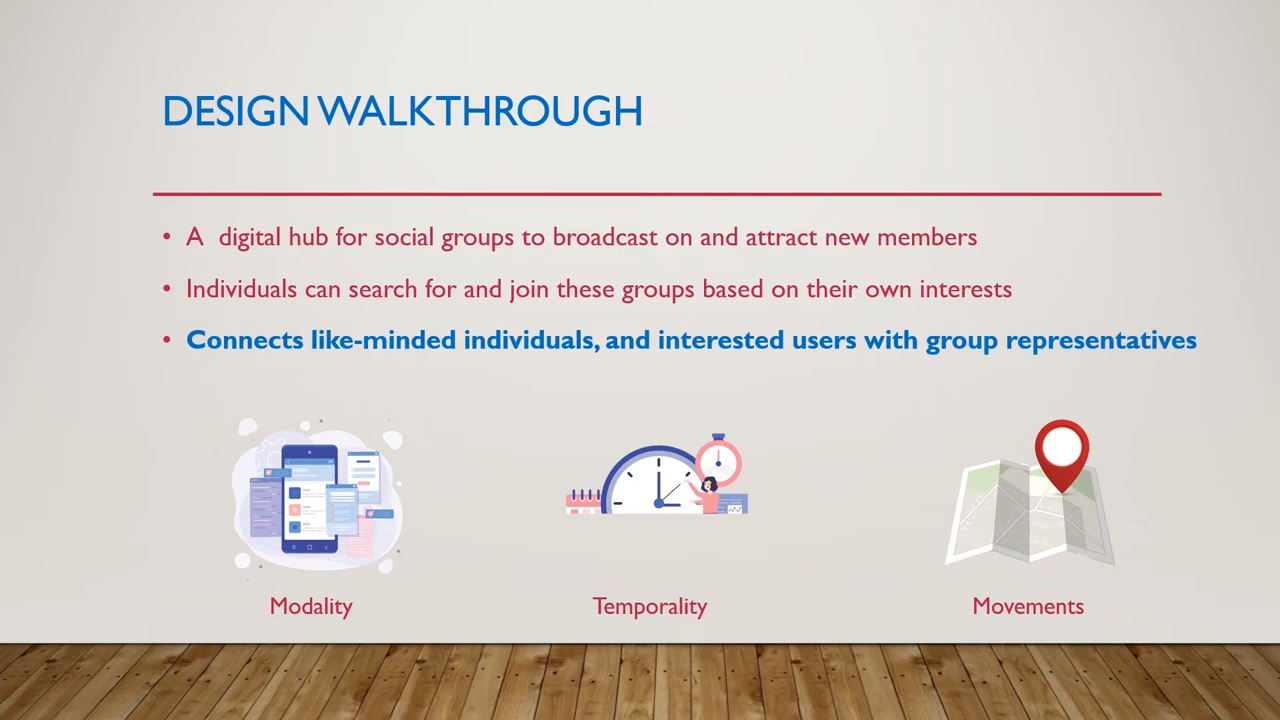 DESIGN WALKTHROUGH
• A  digital hub for social groups to broadcast on and attract new members
• Individuals can search for and join these groups based on their own interests
• Connects like-minded individuals, and interested users with group representatives
Modality
Temporality
Movements